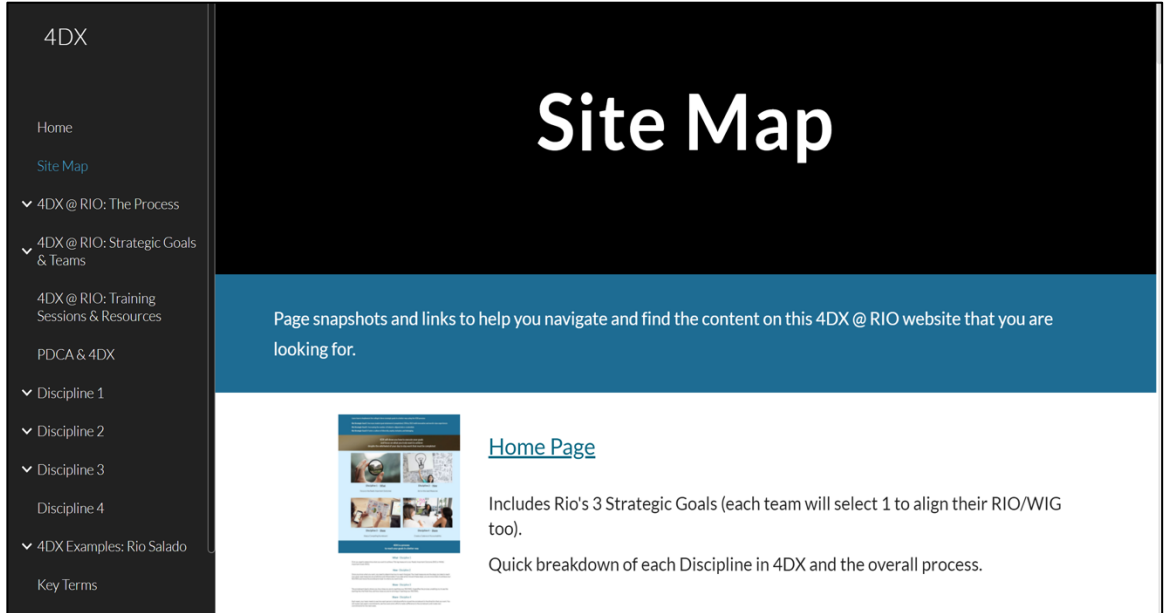 4DX
Home
Site Map
4DX @ RIO: The Process
4DX @ RIO: Strategic Goals
& Teams
4DX @ RIO: Training
Sessions & Resources
PDCA & 4DX
Discipline 1
Discipline 2
Discipline 3
Discipline 4
4DX Examples: Rio Salado
Key Terms
Site Map
Page snapshots and links to help you navigate and find the content on this 4DX @ RIO website that you are
looking for.
Home Page
Includes Rio's 3 Strategic Goals (each team will select 1 to align their RIO/WIG
too).
Quick breakdown of each Discipline in 4DX and the overall process.